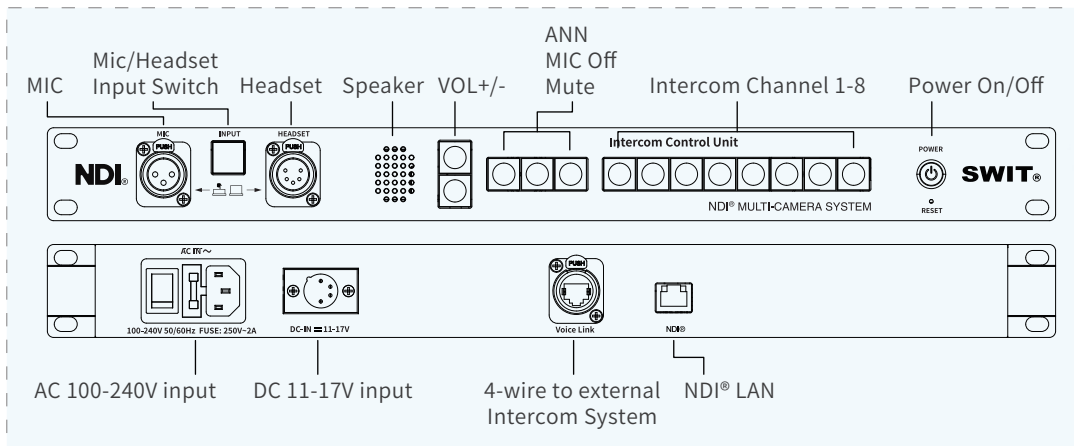 ANN
Mic/Headset
MIC Off
MIC
Input Switch
Headset
Speaker
VOL+/-
Mute
Intercom Channel 1-8
Power On/Off
MIC
INPUT
HEADSET
PUSH
PUSH
Intercom Control Unit
POWER
NDI®
SWIT®
RESET
NDI® MULTI-CAMERA SYSTEM
AC IN ~
PUSH
100-240V 50/60Hz FUSE: 250V~2A
DC-IN ⎓ 11-17V
Voice Link
NDI®
AC 100-240V input
DC 11-17V input
4-wire to external
Intercom System
NDI® LAN